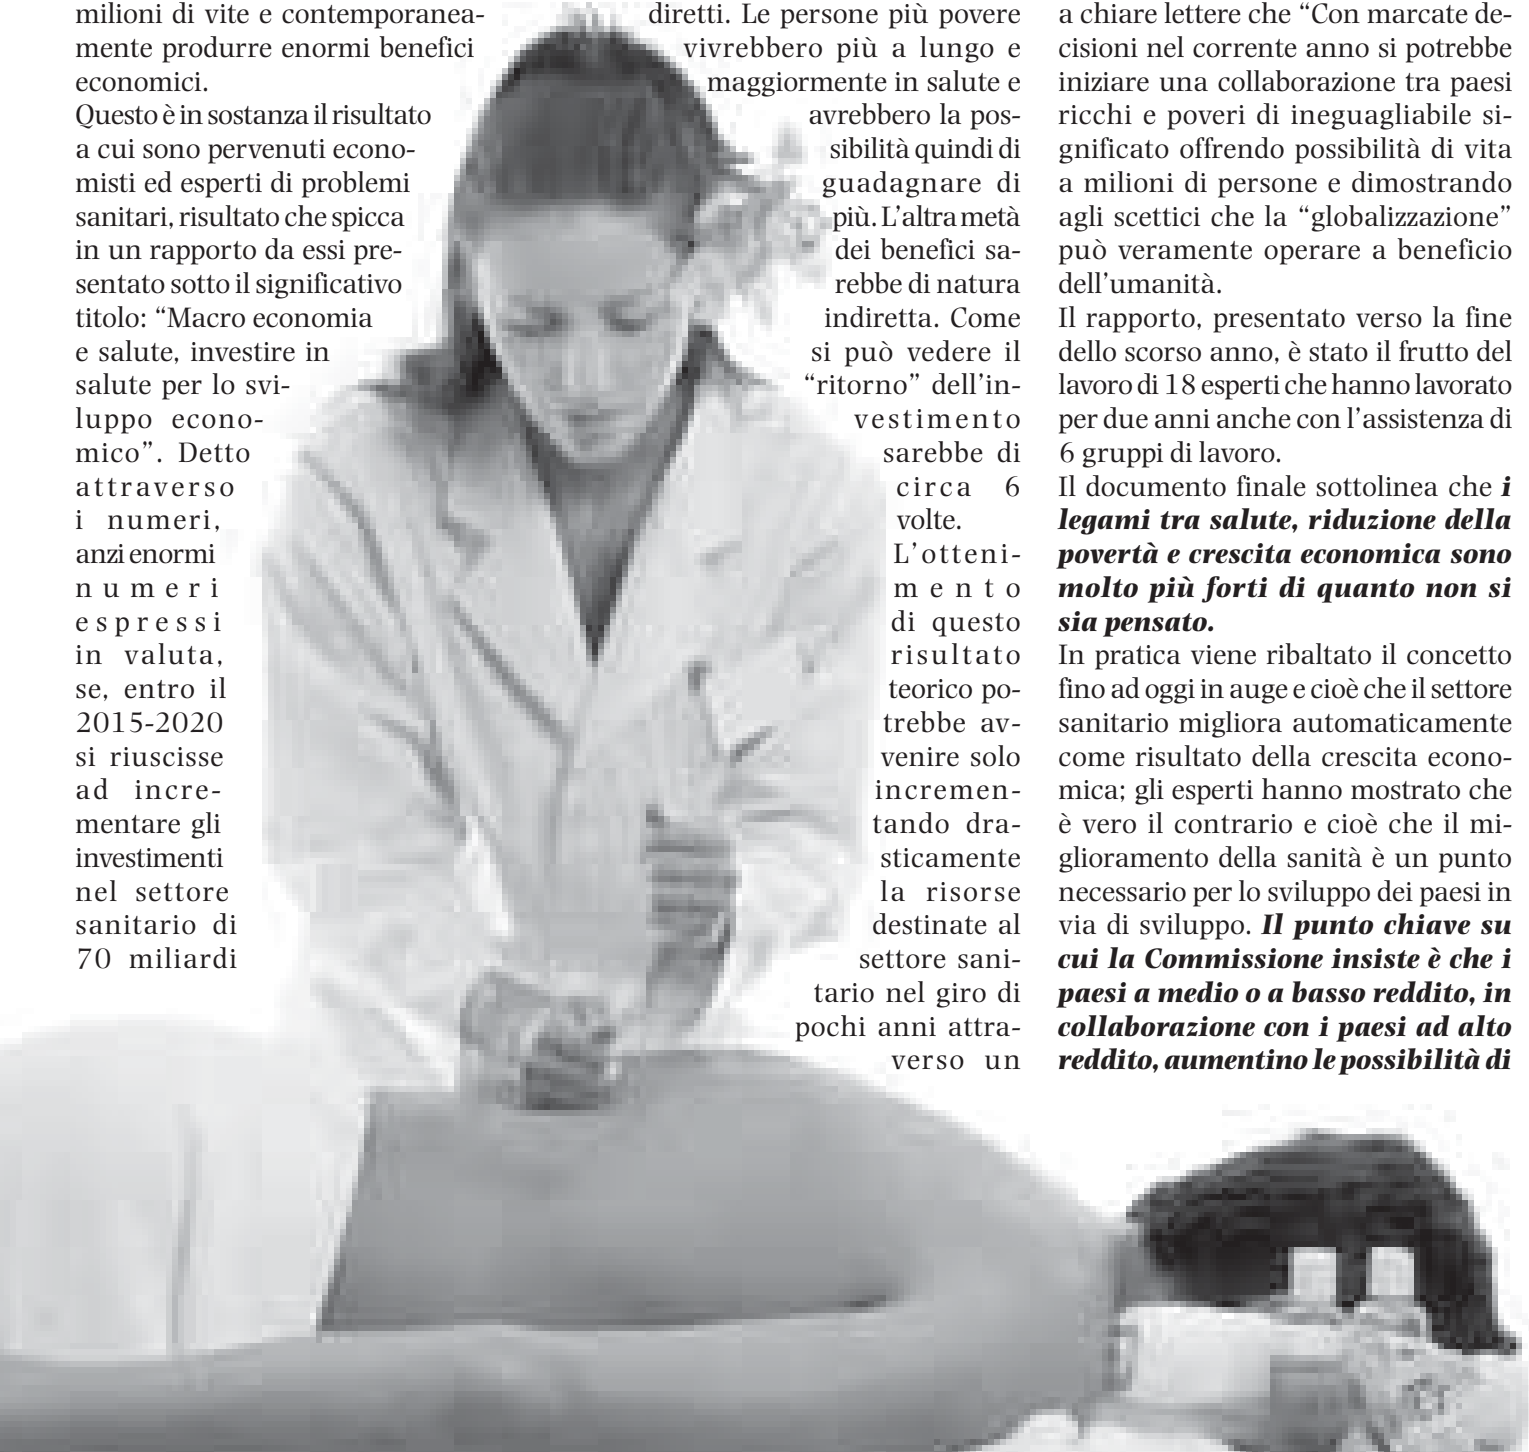 milioni di vite e contemporanea-
mente produrre enormi benefici
economici.
Questo è in sostanza il risultato
a cui sono pervenuti econo-
misti ed esperti di problemi
sanitari, risultato che spicca
in un rapporto da essi pre-
sentato sotto il significativo
titolo: “Macro economia
e salute, investire in
salute per lo svi-
luppo econo-
mico”. Detto
attraverso
i numeri,
anzi enormi
numeri
espressi
in valuta,
se, entro il
2015-2020
si riuscisse
ad incre-
mentare gli
investimenti
nel settore
sanitario di
70 miliardi
diretti. Le persone più povere
vivrebbero più a lungo e
maggiormente in salute e
avrebbero la pos-
sibilità quindi di
guadagnare di
più. L’altra metà
dei benefici sa-
rebbe di natura
indiretta. Come
si può vedere il
“ritorno” dell’in-
vestimento
sarebbe di
circa 6
volte.
L’otteni-
mento
di questo
risultato
teorico po-
trebbe av-
venire solo
incremen-
tando dra-
sticamente
la risorse
destinate al
settore sani-
tario nel giro di
pochi anni attra-
verso un
a chiare lettere che “Con marcate de-
cisioni nel corrente anno si potrebbe
iniziare una collaborazione tra paesi
ricchi e poveri di ineguagliabile si-
gnificato offrendo possibilità di vita
a milioni di persone e dimostrando
agli scettici che la “globalizzazione”
può veramente operare a beneficio
dell’umanità.
Il rapporto, presentato verso la fine
dello scorso anno, è stato il frutto del
lavoro di 18 esperti che hanno lavorato
per due anni anche con l’assistenza di
6 gruppi di lavoro.
Il documento finale sottolinea che i
legami tra salute, riduzione della
povertà e crescita economica sono
molto più forti di quanto non si
sia pensato.
In pratica viene ribaltato il concetto
fino ad oggi in auge e cioè che il settore
sanitario migliora automaticamente
come risultato della crescita econo-
mica; gli esperti hanno mostrato che
è vero il contrario e cioè che il mi-
glioramento della sanità è un punto
necessario per lo sviluppo dei paesi in
via di sviluppo. Il punto chiave su
cui la Commissione insiste è che i
paesi a medio o a basso reddito, in
collaborazione con i paesi ad alto
reddito, aumentino le possibilità di